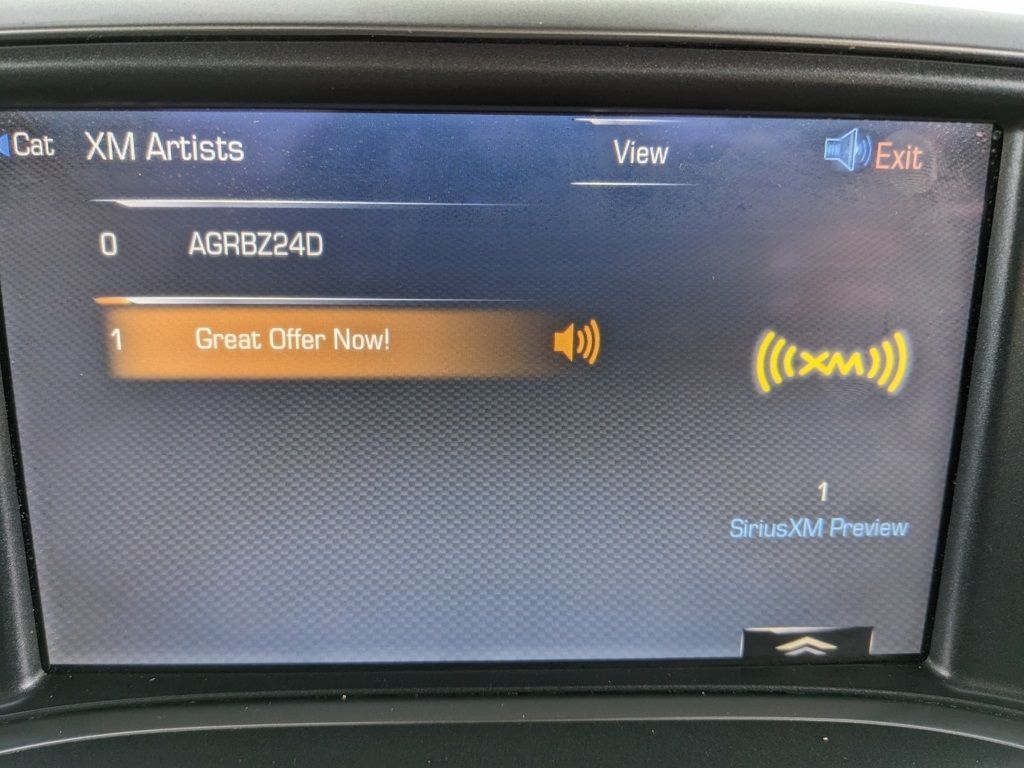 Cat
XM Artists
View
Exit
0 AGRBZ24D
1 Great Offer Now!
XM
1
SiriusXM Preview